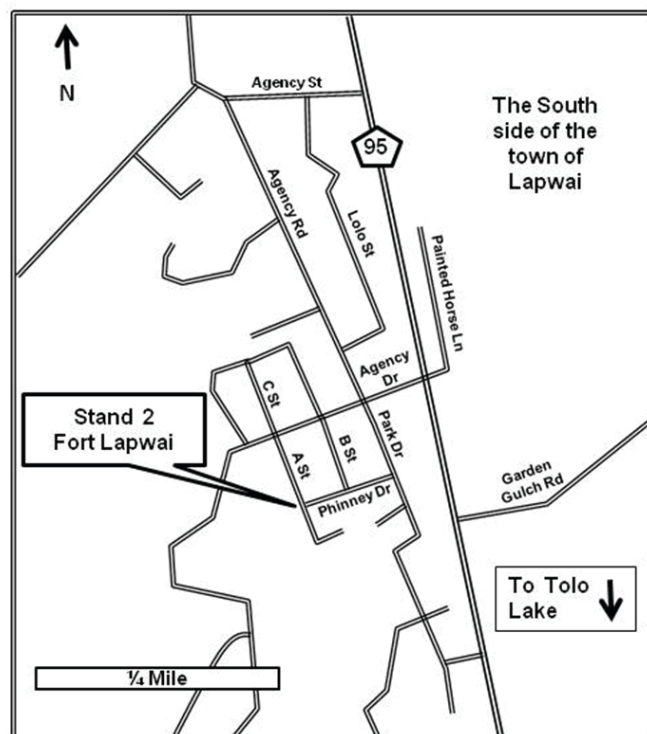 N
Agency St
95
The South
side of the
town of
Lapwai
Agency Rd
Lolo St
Painted Horse Ln
Agency
Dr
C St
Park Dr
Stand 2
Fort Lapwai
A St
B St
Phinney Dr
Garden
Gulch Rd
To Tolo
Lake
¼ Mile